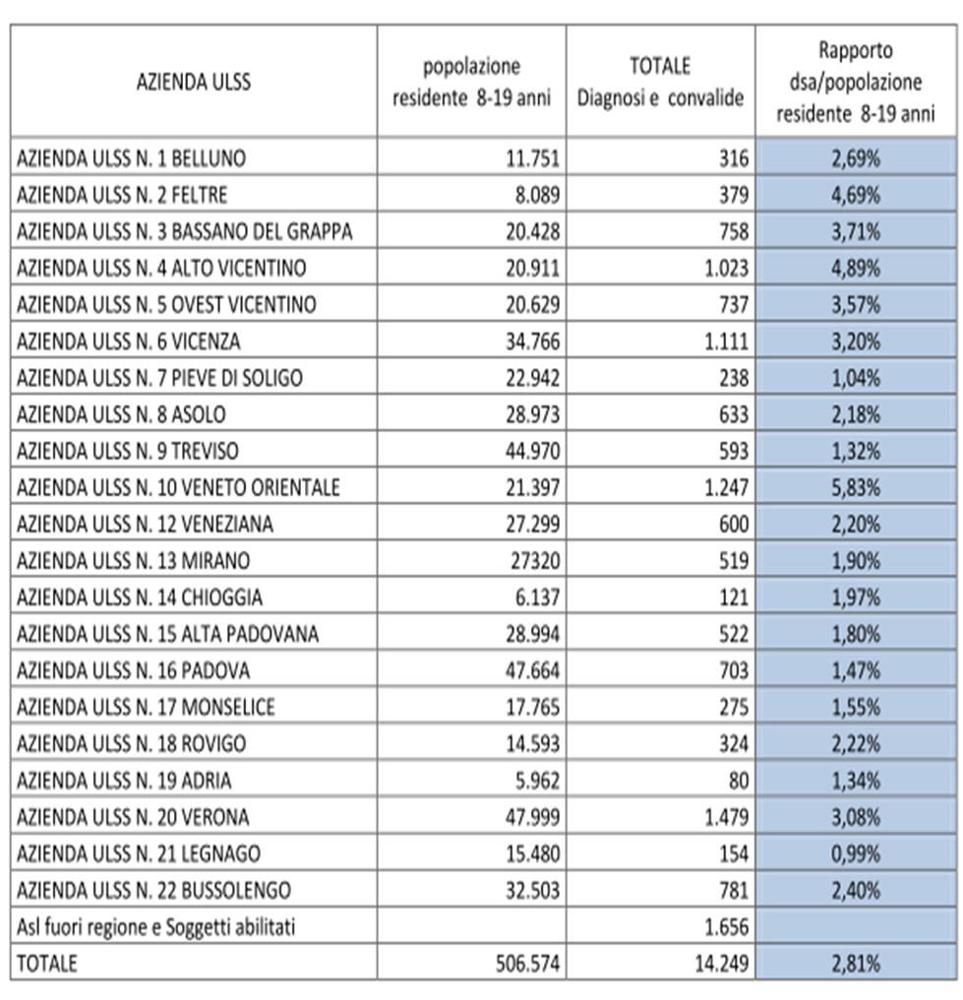 AZIENDA ULSS popolazione residente 8-19 anni TOTALE Diagnosi e convalide Rapporto dsa/popolazione residente 8-19 anni
AZIENDA ULSS N. 1 BELLUNO 11.751 316 2,69%
AZIENDA ULSS N. 2 FELTRE 8.089 379 4,69%
AZIENDA ULSS N. 3 BASSANO DEL GRAPPA 20.428 758 3,71%
AZIENDA ULSS N. 4 ALTO VICENTINO 20.911 1.023 4,89%
AZIENDA ULSS N. 5 OVEST VICENTINO 20.629 737 3,57%
AZIENDA ULSS N. 6 VICENZA 34.766 1.111 3,20%
AZIENDA ULSS N. 7 PIEVE DI SOLIGO 22.942 238 1,04%
AZIENDA ULSS N. 8 ASOLO 28.973 633 2,18%
AZIENDA ULSS N. 9 TREVISO 44.970 593 1,32%
AZIENDA ULSS N. 10 VENETO ORIENTALE 21.397 1.247 5,83%
AZIENDA ULSS N. 12 VENEZIANA 27.299 600 2,20%
AZIENDA ULSS N. 13 MIRANO 27320 519 1,90%
AZIENDA ULSS N. 14 CHIOGGIA 6.137 121 1,97%
AZIENDA ULSS N. 15 ALTA PADOVANA 28.994 522 1,80%
AZIENDA ULSS N. 16 PADOVA 47.664 703 1,47%
AZIENDA ULSS N. 17 MONSELICE 17.765 275 1,55%
AZIENDA ULSS N. 18 ROVIGO 14.593 324 2,22%
AZIENDA ULSS N. 19 ADRIA 5.962 80 1,34%
AZIENDA ULSS N. 20 VERONA 47.999 1.479 3,08%
AZIENDA ULSS N. 21 LEGNAGO 15.480 154 0,99%
AZIENDA ULSS N. 22 BUSSOLENGO 32.503 781 2,40%
Asl fuori regione e Soggetti abilitati 1.656
TOTALE 506.574 14.249 2,81%